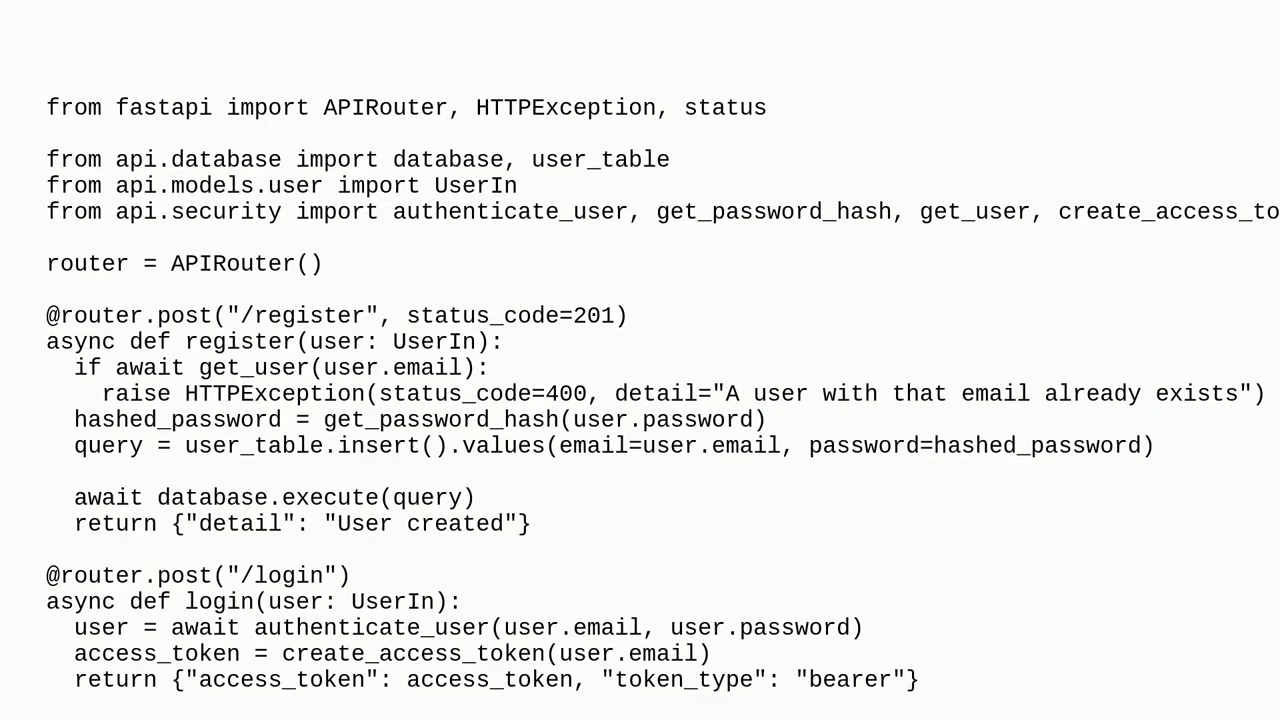 from fastapi import APIRouter, HTTPException, status
from api.database import database, user_table
from api.models.user import UserIn
from api.security import authenticate_user, get_password_hash, get_user, create_access_to
router = APIRouter()
@router.post("/register", status_code=201)
async def register(user: UserIn):
  if await get_user(user.email):
    raise HTTPException(status_code=400, detail="A user with that email already exists")
  hashed_password = get_password_hash(user.password)
  query = user_table.insert().values(email=user.email, password=hashed_password)
  await database.execute(query)
  return {"detail": "User created"}
@router.post("/login")
async def login(user: UserIn):
  user = await authenticate_user(user.email, user.password)
  access_token = create_access_token(user.email)
  return {"access_token": access_token, "token_type": "bearer"}